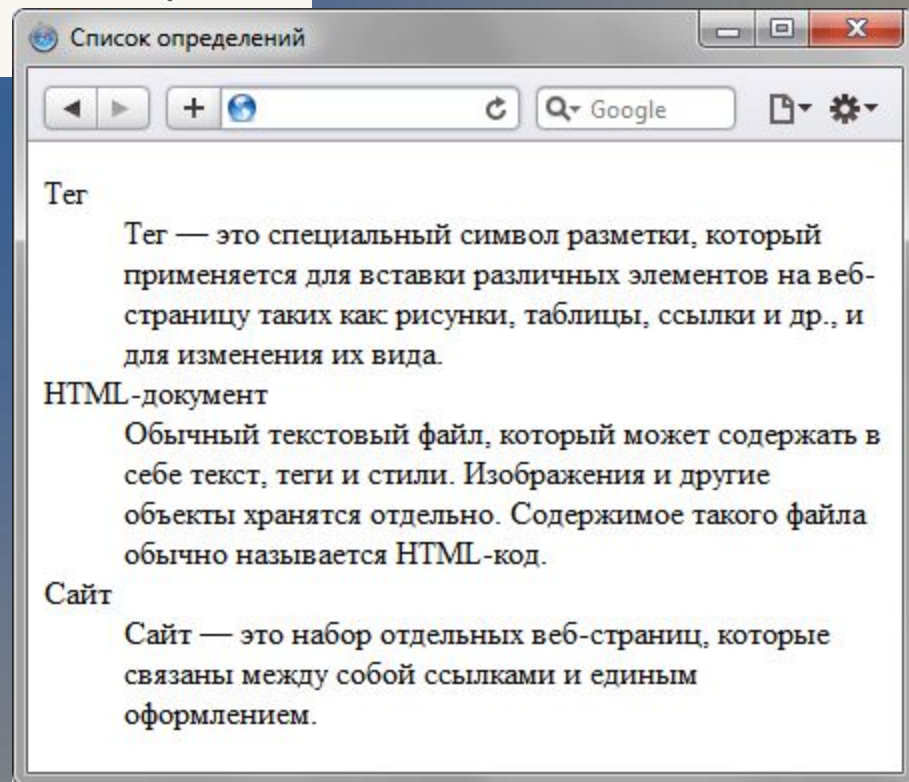 Список определений
Google
Тег
Тег — это специальный символ разметки, который
применяется для вставки различных элементов на веб-
страницу таких как: рисунки, таблицы, ссылки и др., и
для изменения их вида.
HTML-документ
Обычный текстовый файл, который может содержать в
себе текст, теги и стили. Изображения и другие
объекты хранятся отдельно. Содержимое такого файла
обычно называется HTML-код.
Сайт
Сайт — это набор отдельных веб-страниц, которые
связаны между собой ссылками и единым
оформлением.